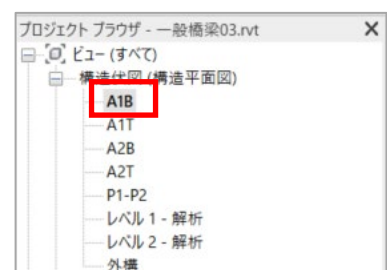 プロジェクト ブラウザ - 一般橋梁03.rvt
ビュー (すべて)
構造伏図 (構造平面図)
A1B
A1T
A2B
A2T
P1-P2
レベル 1 - 解析
レベル 2 - 解析
外構